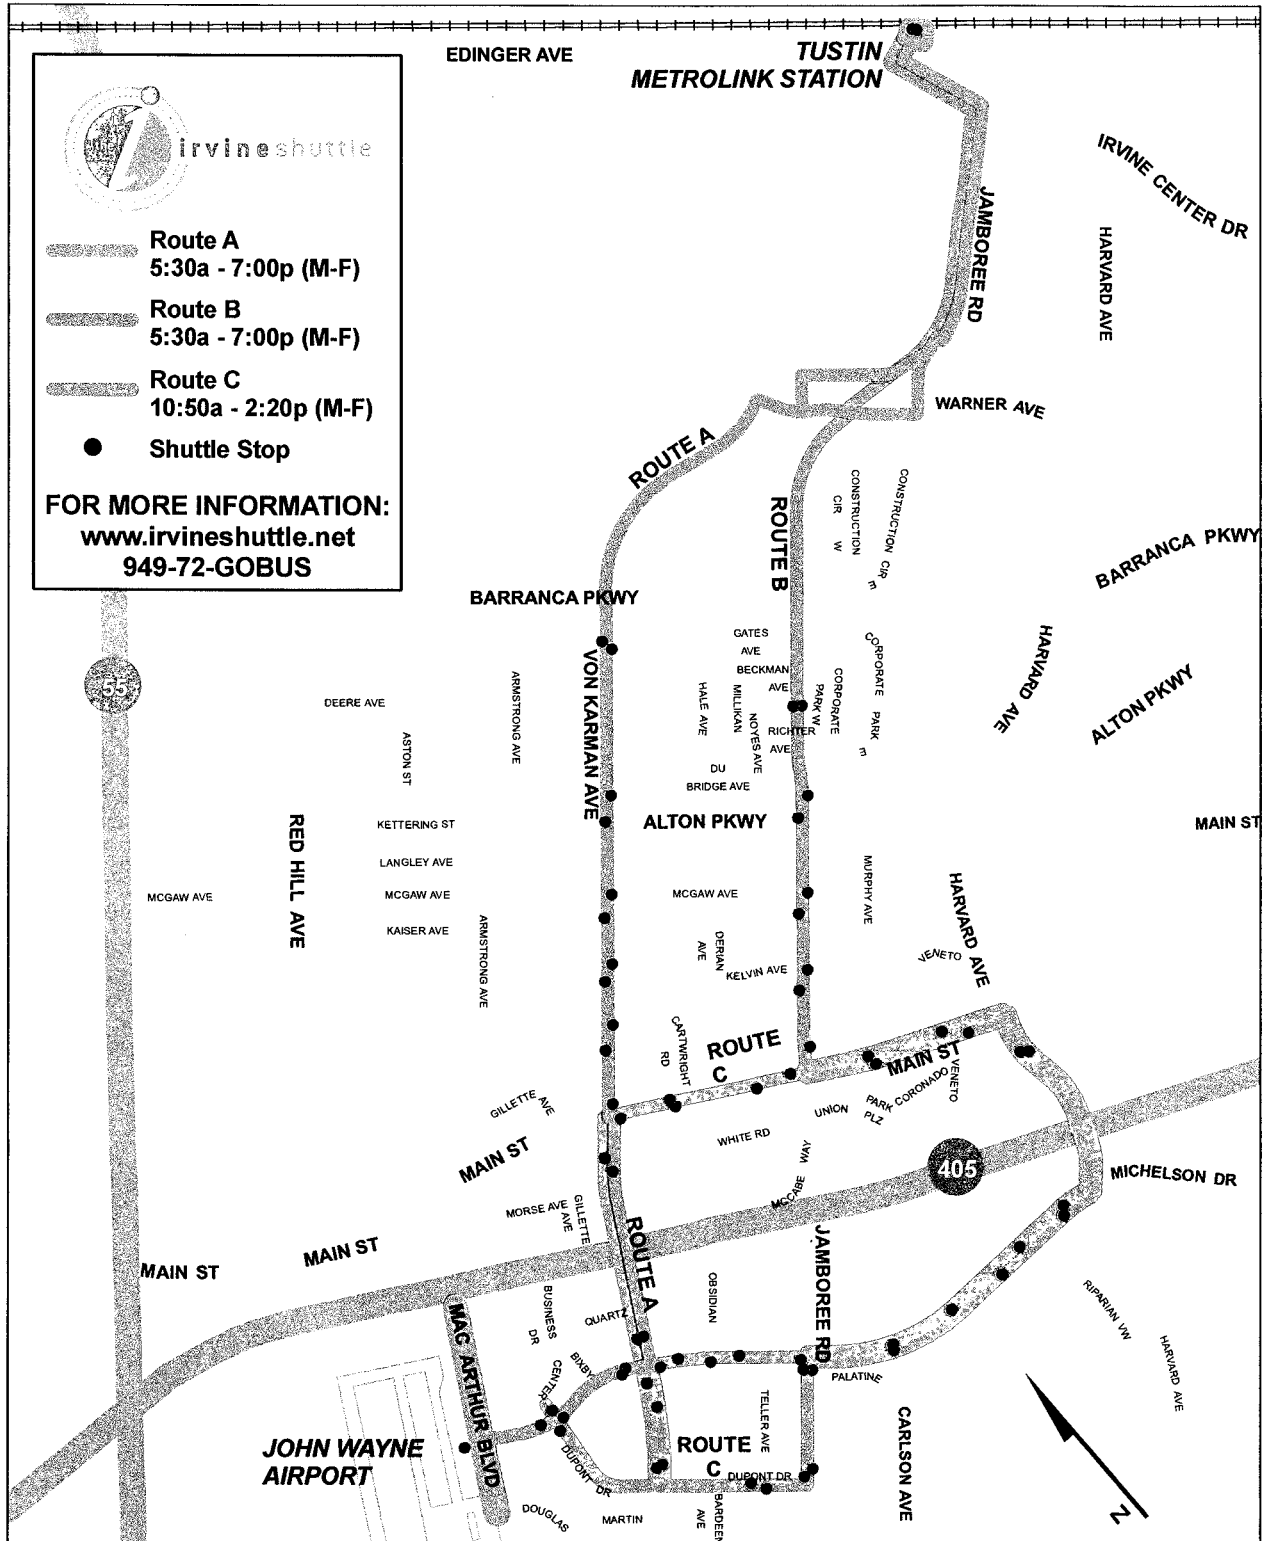 EDINGER AVE
TUSTIN
METROLINK STATION
irvineshuttle
Route A
5:30a - 7:00p (M-F)
Route B
5:30a - 7:00p (M-F)
Route C
10:50a - 2:20p (M-F)
Shuttle Stop
FOR MORE INFORMATION:
www.irvineshuttle.net
949-72-GOBUS
IRVINE CENTER DR
JAMBOREE RD
HARVARD AVE
WARNER AVE
ROUTE A
ROUTE B
CONSTRUCTION
CIR W
CONSTRUCTION CIR E
BARRANCA PKWY
BARRANCA PKWY
55
VON KARMAN AVE
GATES
AVE
BECKMAN
AVE
HALE AVE
MILLIKAN
NOYES AVE
PARK W
CORPORATE
CORPORATE PARK E
RICHTER
AVE
DU
BRIDGE AVE
HARVARD AVE
ALTON PKWY
DEERE AVE
ARMSTRONG AVE
ASTON ST
RED HILL AVE
KETTERING ST
ALTON PKWY
MAIN ST
LANGLEY AVE
MCGAW AVE
MCGAW AVE
MCGAW AVE
MURPHY AVE
KAISER AVE
ARMSTRONG AVE
DERIAN
AVE
KELVIN AVE
VENETO
HARVARD AVE
CARTWRIGHT
RD
ROUTE
C
MAIN ST
GILLETTE AVE
UNION
PARK
PLZ
CORONADO
VENETO
WHITE RD
MCCABE WAY
405
MAIN ST
MICHELSON DR
MORSE AVE
GILLETTE
AVE
ROUTE A
JAMBOREE RD
MAIN ST
MAIN ST
MAC ARTHUR BLVD
BUSINESS
DR
CENTER
QUARTZ
BIXBY
OBSIDIAN
RIPARIAN VW
HARVARD AVE
PALATINE
TELLER AVE
CARLSON AVE
JOHN WAYNE
AIRPORT
DUPONT DR
ROUTE
C
DUPONT DR
DOUGLAS
MARTIN
BARDEEN
AVE
N